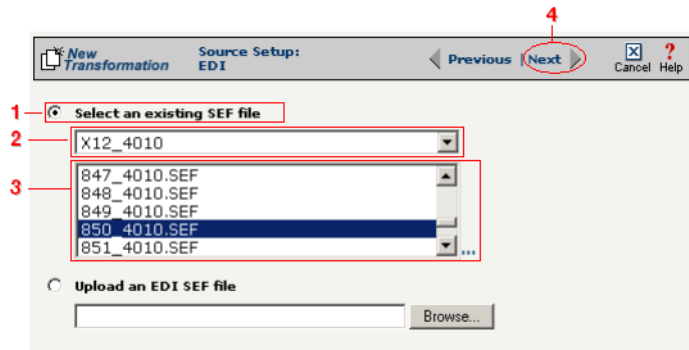 4
New Transformation
Source Setup: EDI
Previous | Next
Cancel Help
1 Select an existing SEF file
2 X12_4010
3
847_4010.SEF
848_4010.SEF
849_4010.SEF
850_4010.SEF
851_4010.SEF
...
Upload an EDI SEF file
Browse...